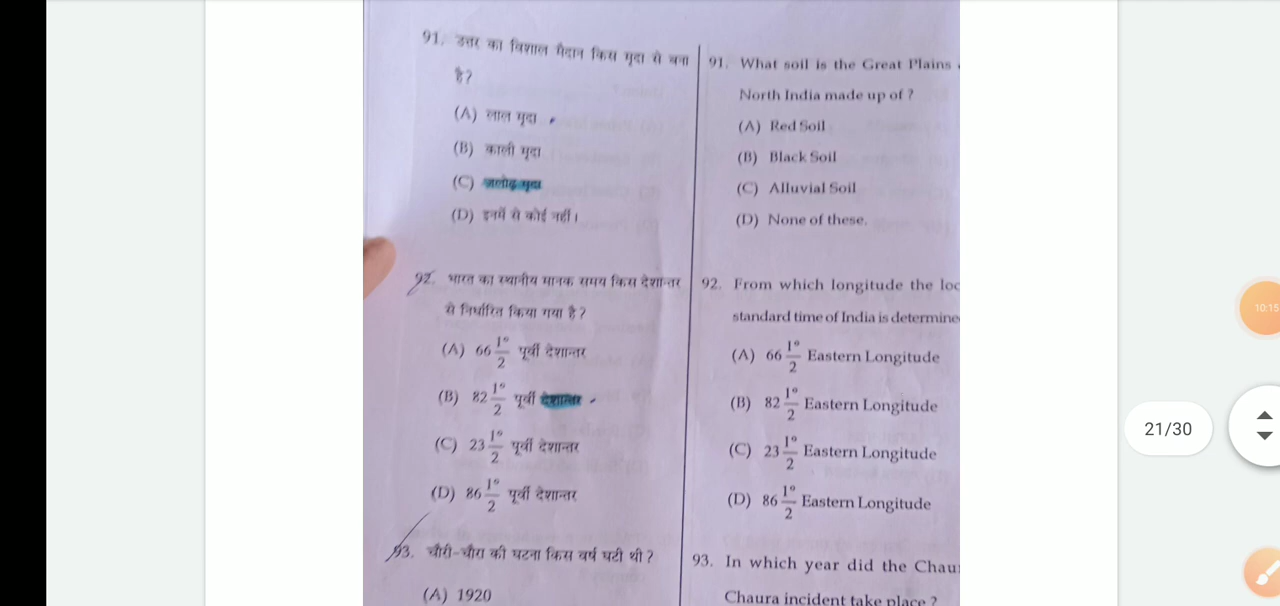 91. उत्तर का विशाल मैदान किस मृदा से बना
है?
(A) लाल मृदा
(B) काली मृदा
(C) जलोढ़ मृदा
(D) इनमें से कोई नहीं।
92. भारत का स्थानीय मानक समय किस देशान्तर
से निर्धारित किया गया है?
(A) 66 1°/2 पूर्वी देशान्तर
(B) 82 1°/2 पूर्वी देशान्तर
(C) 23 1°/2 पूर्वी देशान्तर
(D) 86 1°/2 पूर्वी देशान्तर
93. चौरी-चौरा की घटना किस वर्ष घटी थी?
(A) 1920
91. What soil is the Great Plains
North India made up of ?
(A) Red Soil
(B) Black Soil
(C) Alluvial Soil
(D) None of these.
92. From which longitude the loc
standard time of India is determine
(A) 66 1°/2 Eastern Longitude
(B) 82 1°/2 Eastern Longitude
(C) 23 1°/2 Eastern Longitude
(D) 86 1°/2 Eastern Longitude
93. In which year did the Chau
Chaura incident take place ?
10:15
21/30